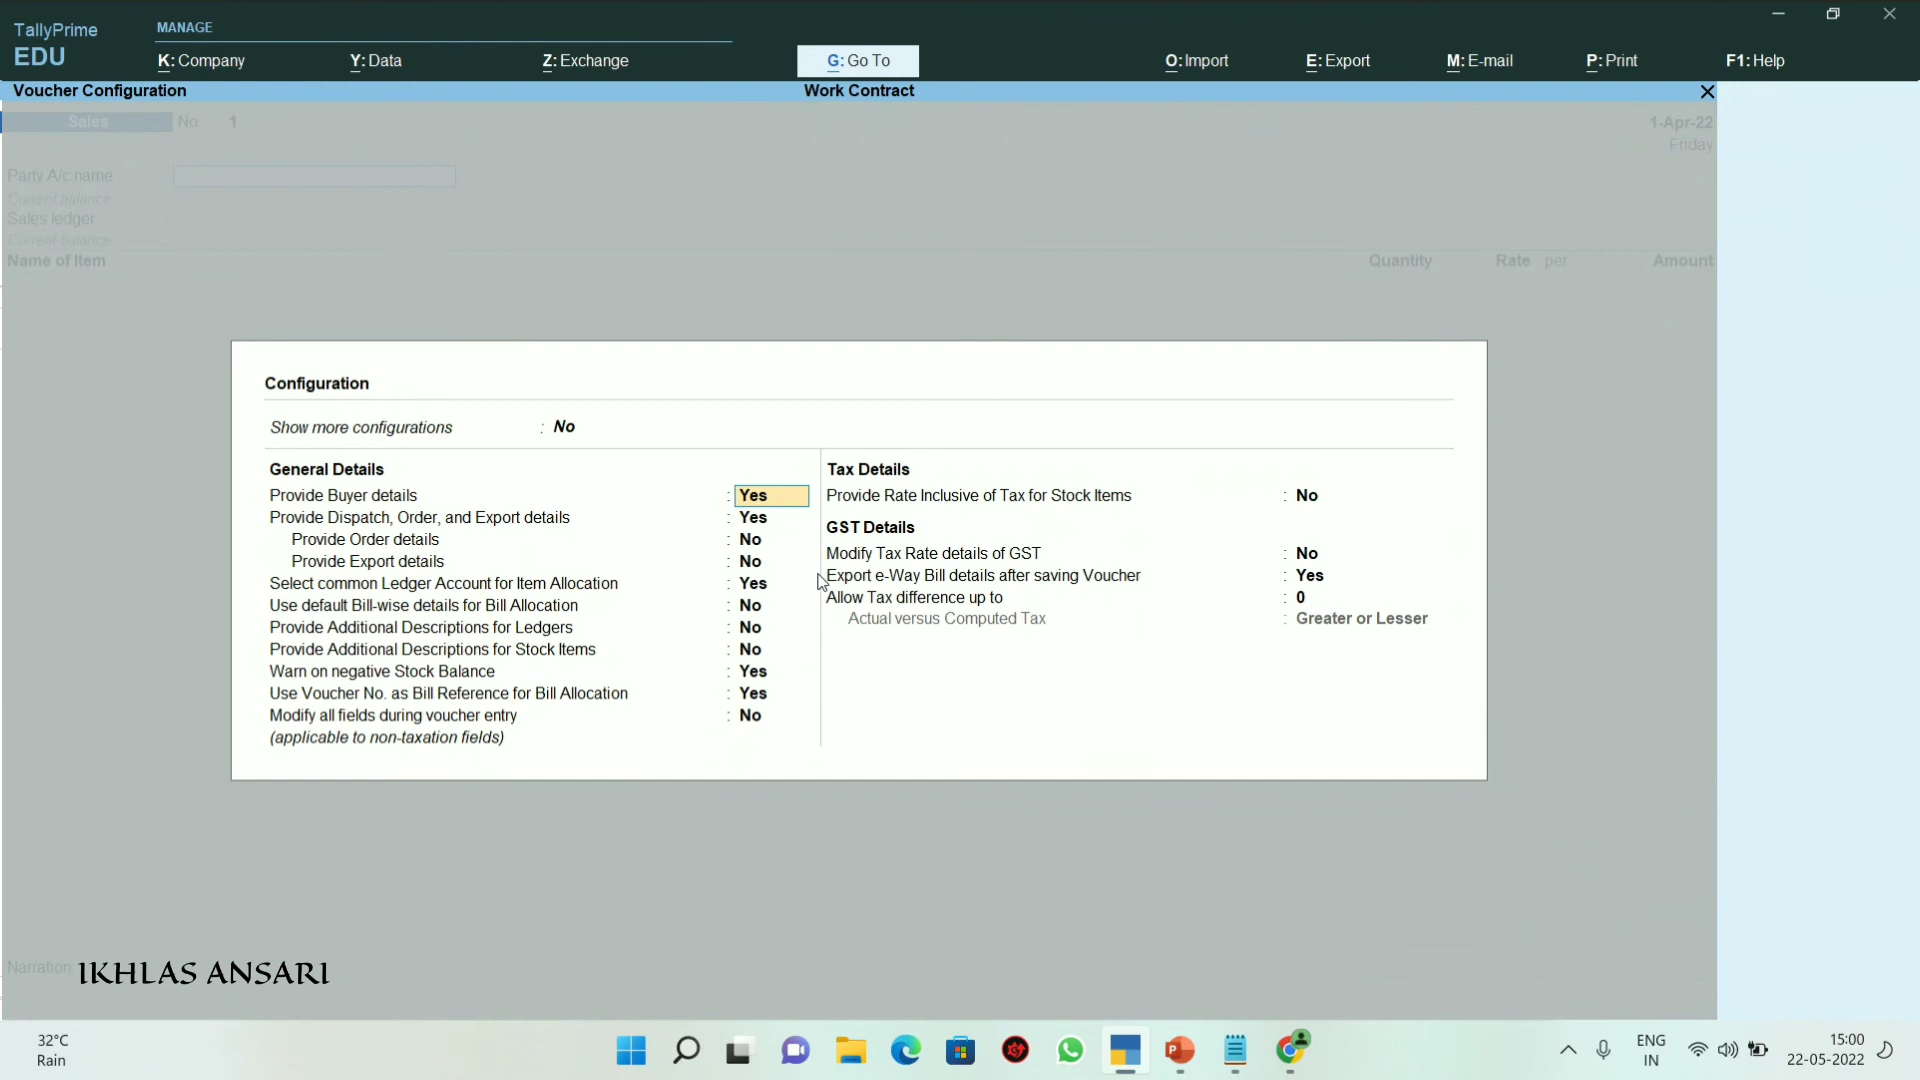 TallyPrime
EDU
MANAGE
K: Company
Y: Data
Z: Exchange
G: Go To
O: Import
E: Export
M: E-mail
P: Print
F1: Help
Voucher Configuration
Work Contract
Sales No. 1
1-Apr-22
Friday
Party A/c name :
Current balance :
Sales ledger :
Current balance :
Name of Item
Quantity Rate per Amount
Configuration
Show more configurations : No
General Details
Provide Buyer details : Yes
Provide Dispatch, Order, and Export details : Yes
Provide Order details : No
Provide Export details : No
Select common Ledger Account for Item Allocation : Yes
Use default Bill-wise details for Bill Allocation : No
Provide Additional Descriptions for Ledgers : No
Provide Additional Descriptions for Stock Items : No
Warn on negative Stock Balance : Yes
Use Voucher No. as Bill Reference for Bill Allocation : Yes
Modify all fields during voucher entry : No
(applicable to non-taxation fields)
Tax Details
Provide Rate Inclusive of Tax for Stock Items : No
GST Details
Modify Tax Rate details of GST : No
Export e-Way Bill details after saving Voucher : Yes
Allow Tax difference up to : 0
Actual versus Computed Tax : Greater or Lesser
Narration
IKHLAS ANSARI
32°C
Rain
ENG
IN
15:00
22-05-2022